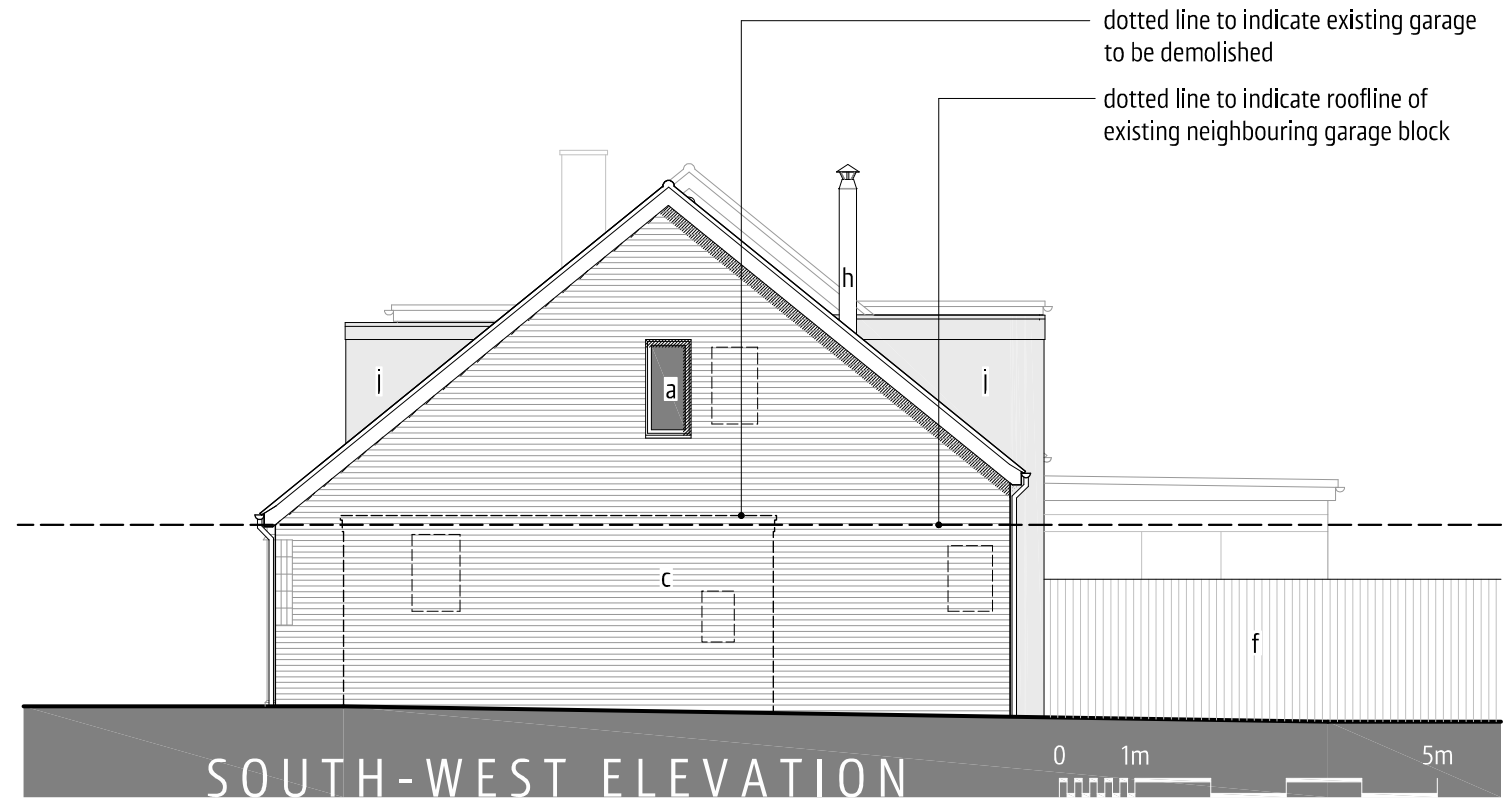 dotted line to indicate existing garage
to be demolished
dotted line to indicate roofline of
existing neighbouring garage block
h
j
a
j
c
f
SOUTH-WEST ELEVATION
0 1m 5m